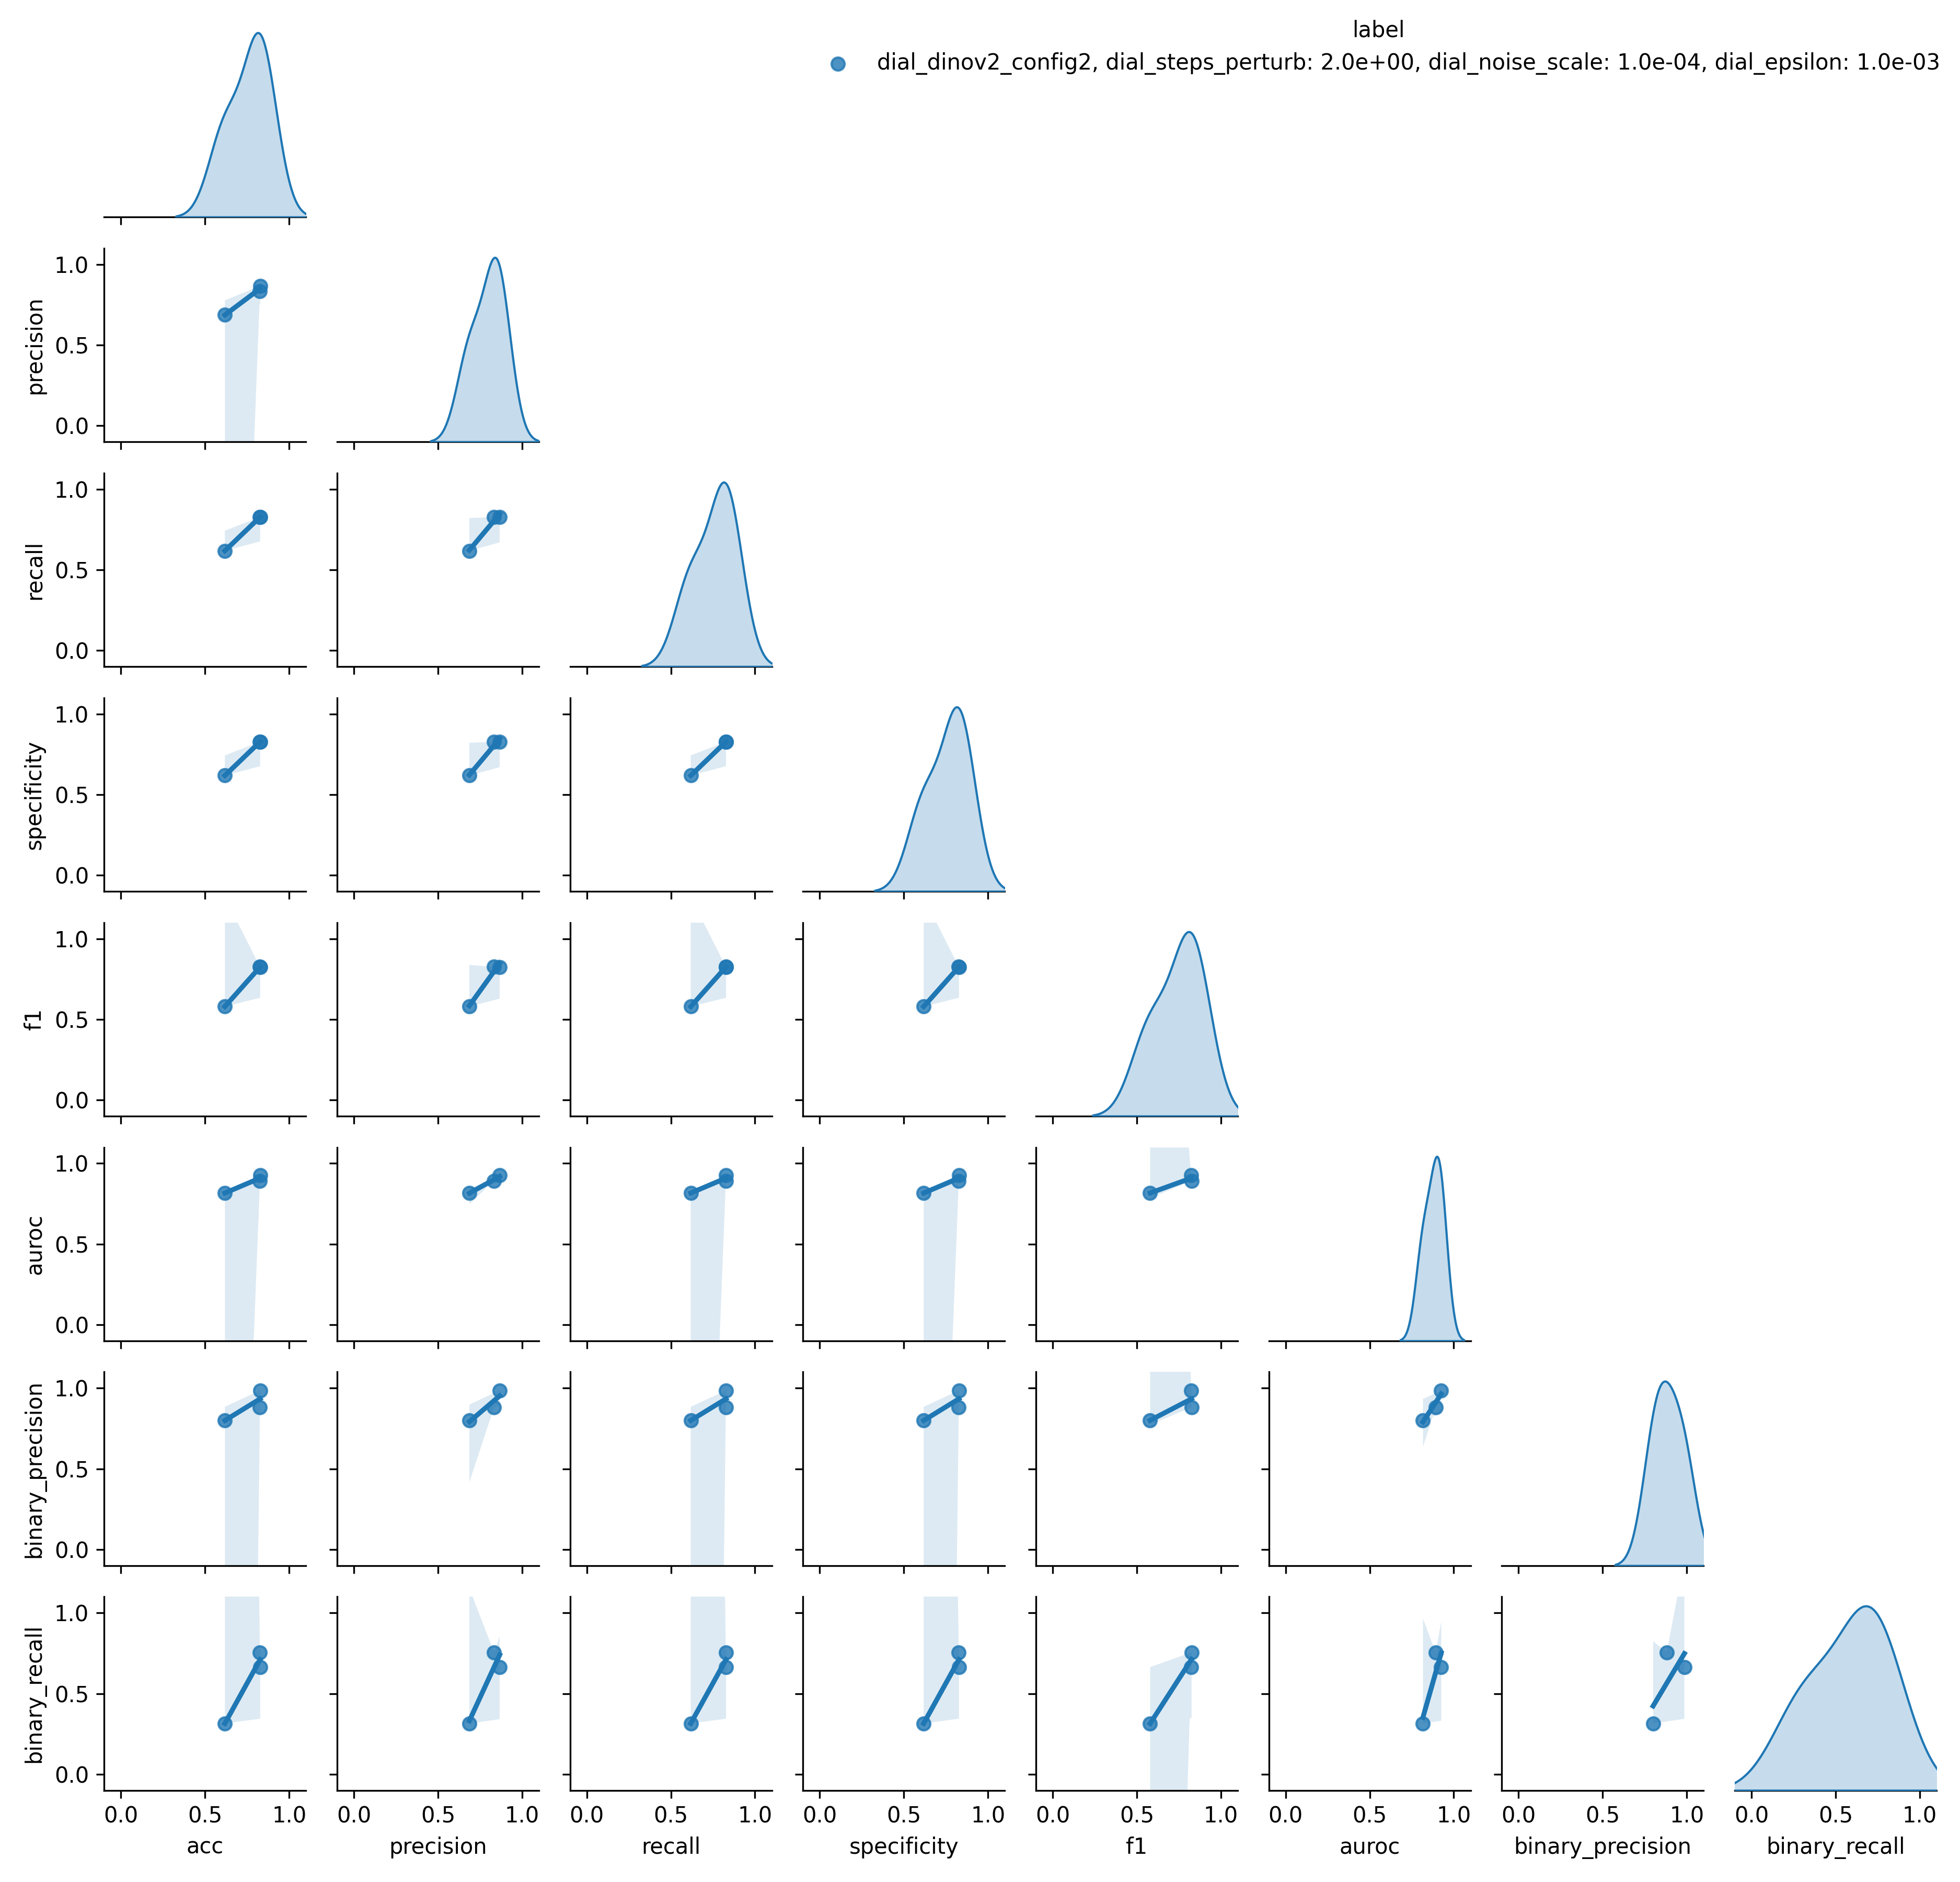 label
dial_dinov2_config2, dial_steps_perturb: 2.0e+00, dial_noise_scale: 1.0e-04, dial_epsilon: 1.0e-03
precision
1.0
0.5
0.0
recall
1.0
0.5
0.0
specificity
1.0
0.5
0.0
f1
1.0
0.5
0.0
auroc
1.0
0.5
0.0
binary_precision
1.0
0.5
0.0
binary_recall
1.0
0.5
0.0
0.0 0.5 1.0 0.0 0.5 1.0 0.0 0.5 1.0 0.0 0.5 1.0 0.0 0.5 1.0 0.0 0.5 1.0 0.0 0.5 1.0 0.0 0.5 1.0
acc precision recall specificity f1 auroc binary_precision binary_recall